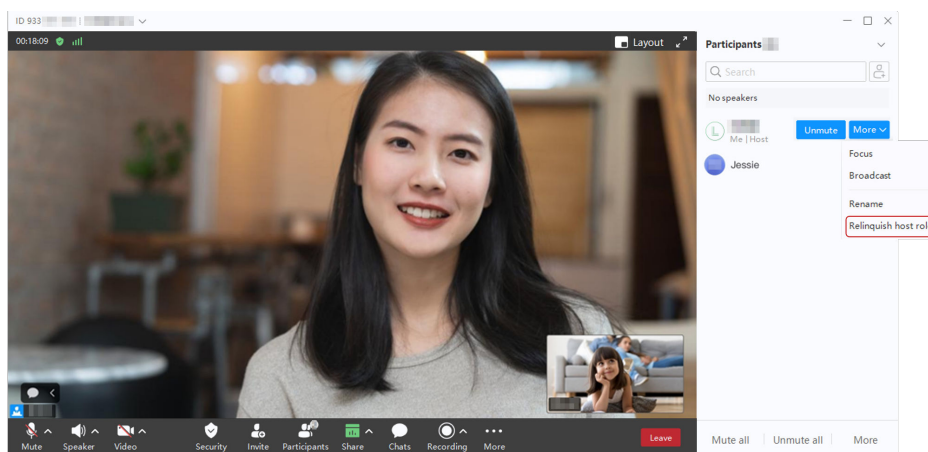 ID 933
00:18:09
Layout
Participants
Search
No speakers
L
Me | Host
Unmute
More
Jessie
Focus
Broadcast
Rename
Relinquish host rol
Mute
Speaker
Video
Security
Invite
Participants
Share
Chats
Recording
More
Leave
Mute all
Unmute all
More